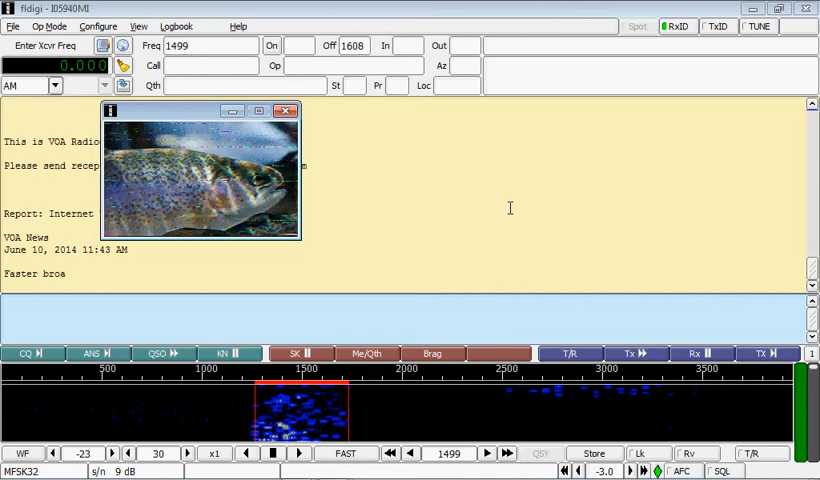 fldigi - IO5940MI
File Op Mode Configure View Logbook Help Spot RxID TxID TUNE
Enter Xcvr Freq Freq 1499 On Off 1608 In Out
0.000 Call Op Az
AM Qth St Pr Loc
This is VOA Radio
Please send recep m
Report: Internet
VOA News
June 10, 2014 11:43 AM
Faster broa
CQ ANS QSO KN SK Me/Qth Brag T/R Tx Rx TX 1
500 1000 1500 2000 2500 3000 3500
WF -23 30 x1 FAST 1499 QSY Store Lk Rv T/R
MFSK32 s/n 9 dB -3.0 AFC SQL